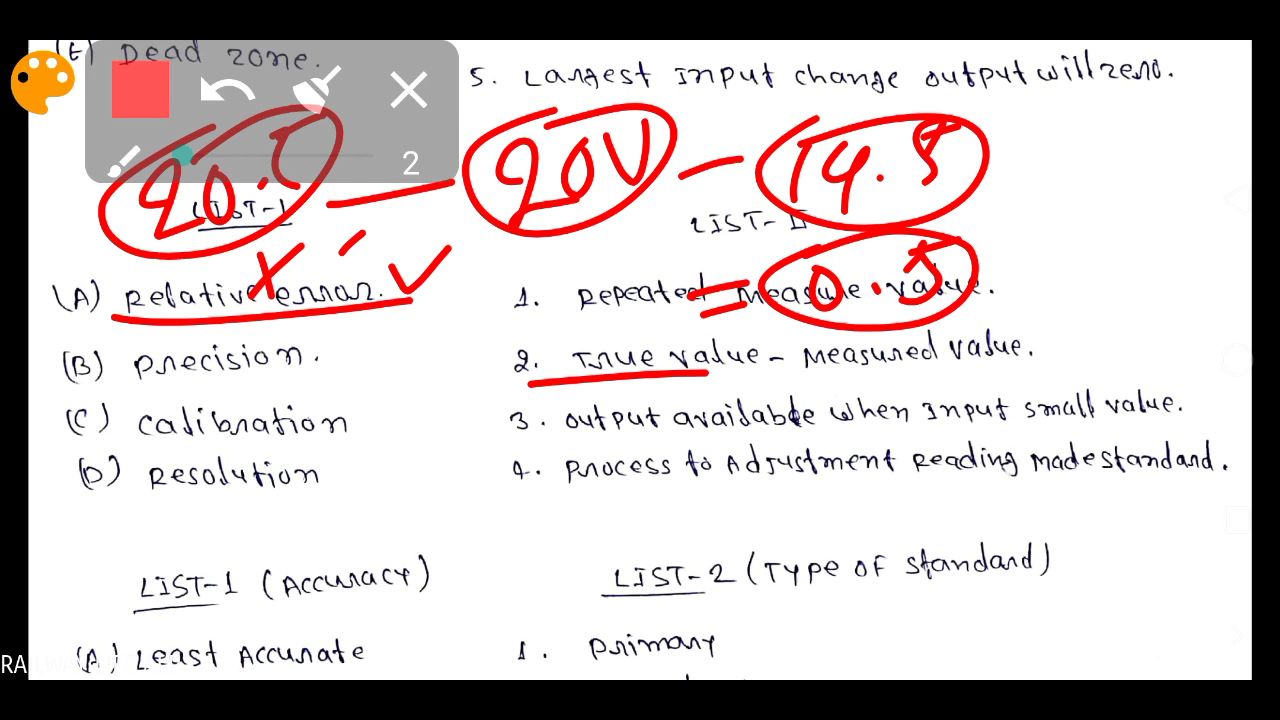 (E) Dead zone.
5. Largest Input change output will zero.
2
20.5 - 20V - 19.5
= 0.5
LIST-1
LIST-II
(A) Relative error.
1. Repeated measure value.
(B) Precision.
2. True value - Measured value.
(C) Calibration
3. output available when Input small value.
(D) Resolution
4. Process to Adjustment Reading made standard.
LIST-1 (Accuracy)
LIST-2 (Type of standard)
(A) Least Accurate
1. Primary